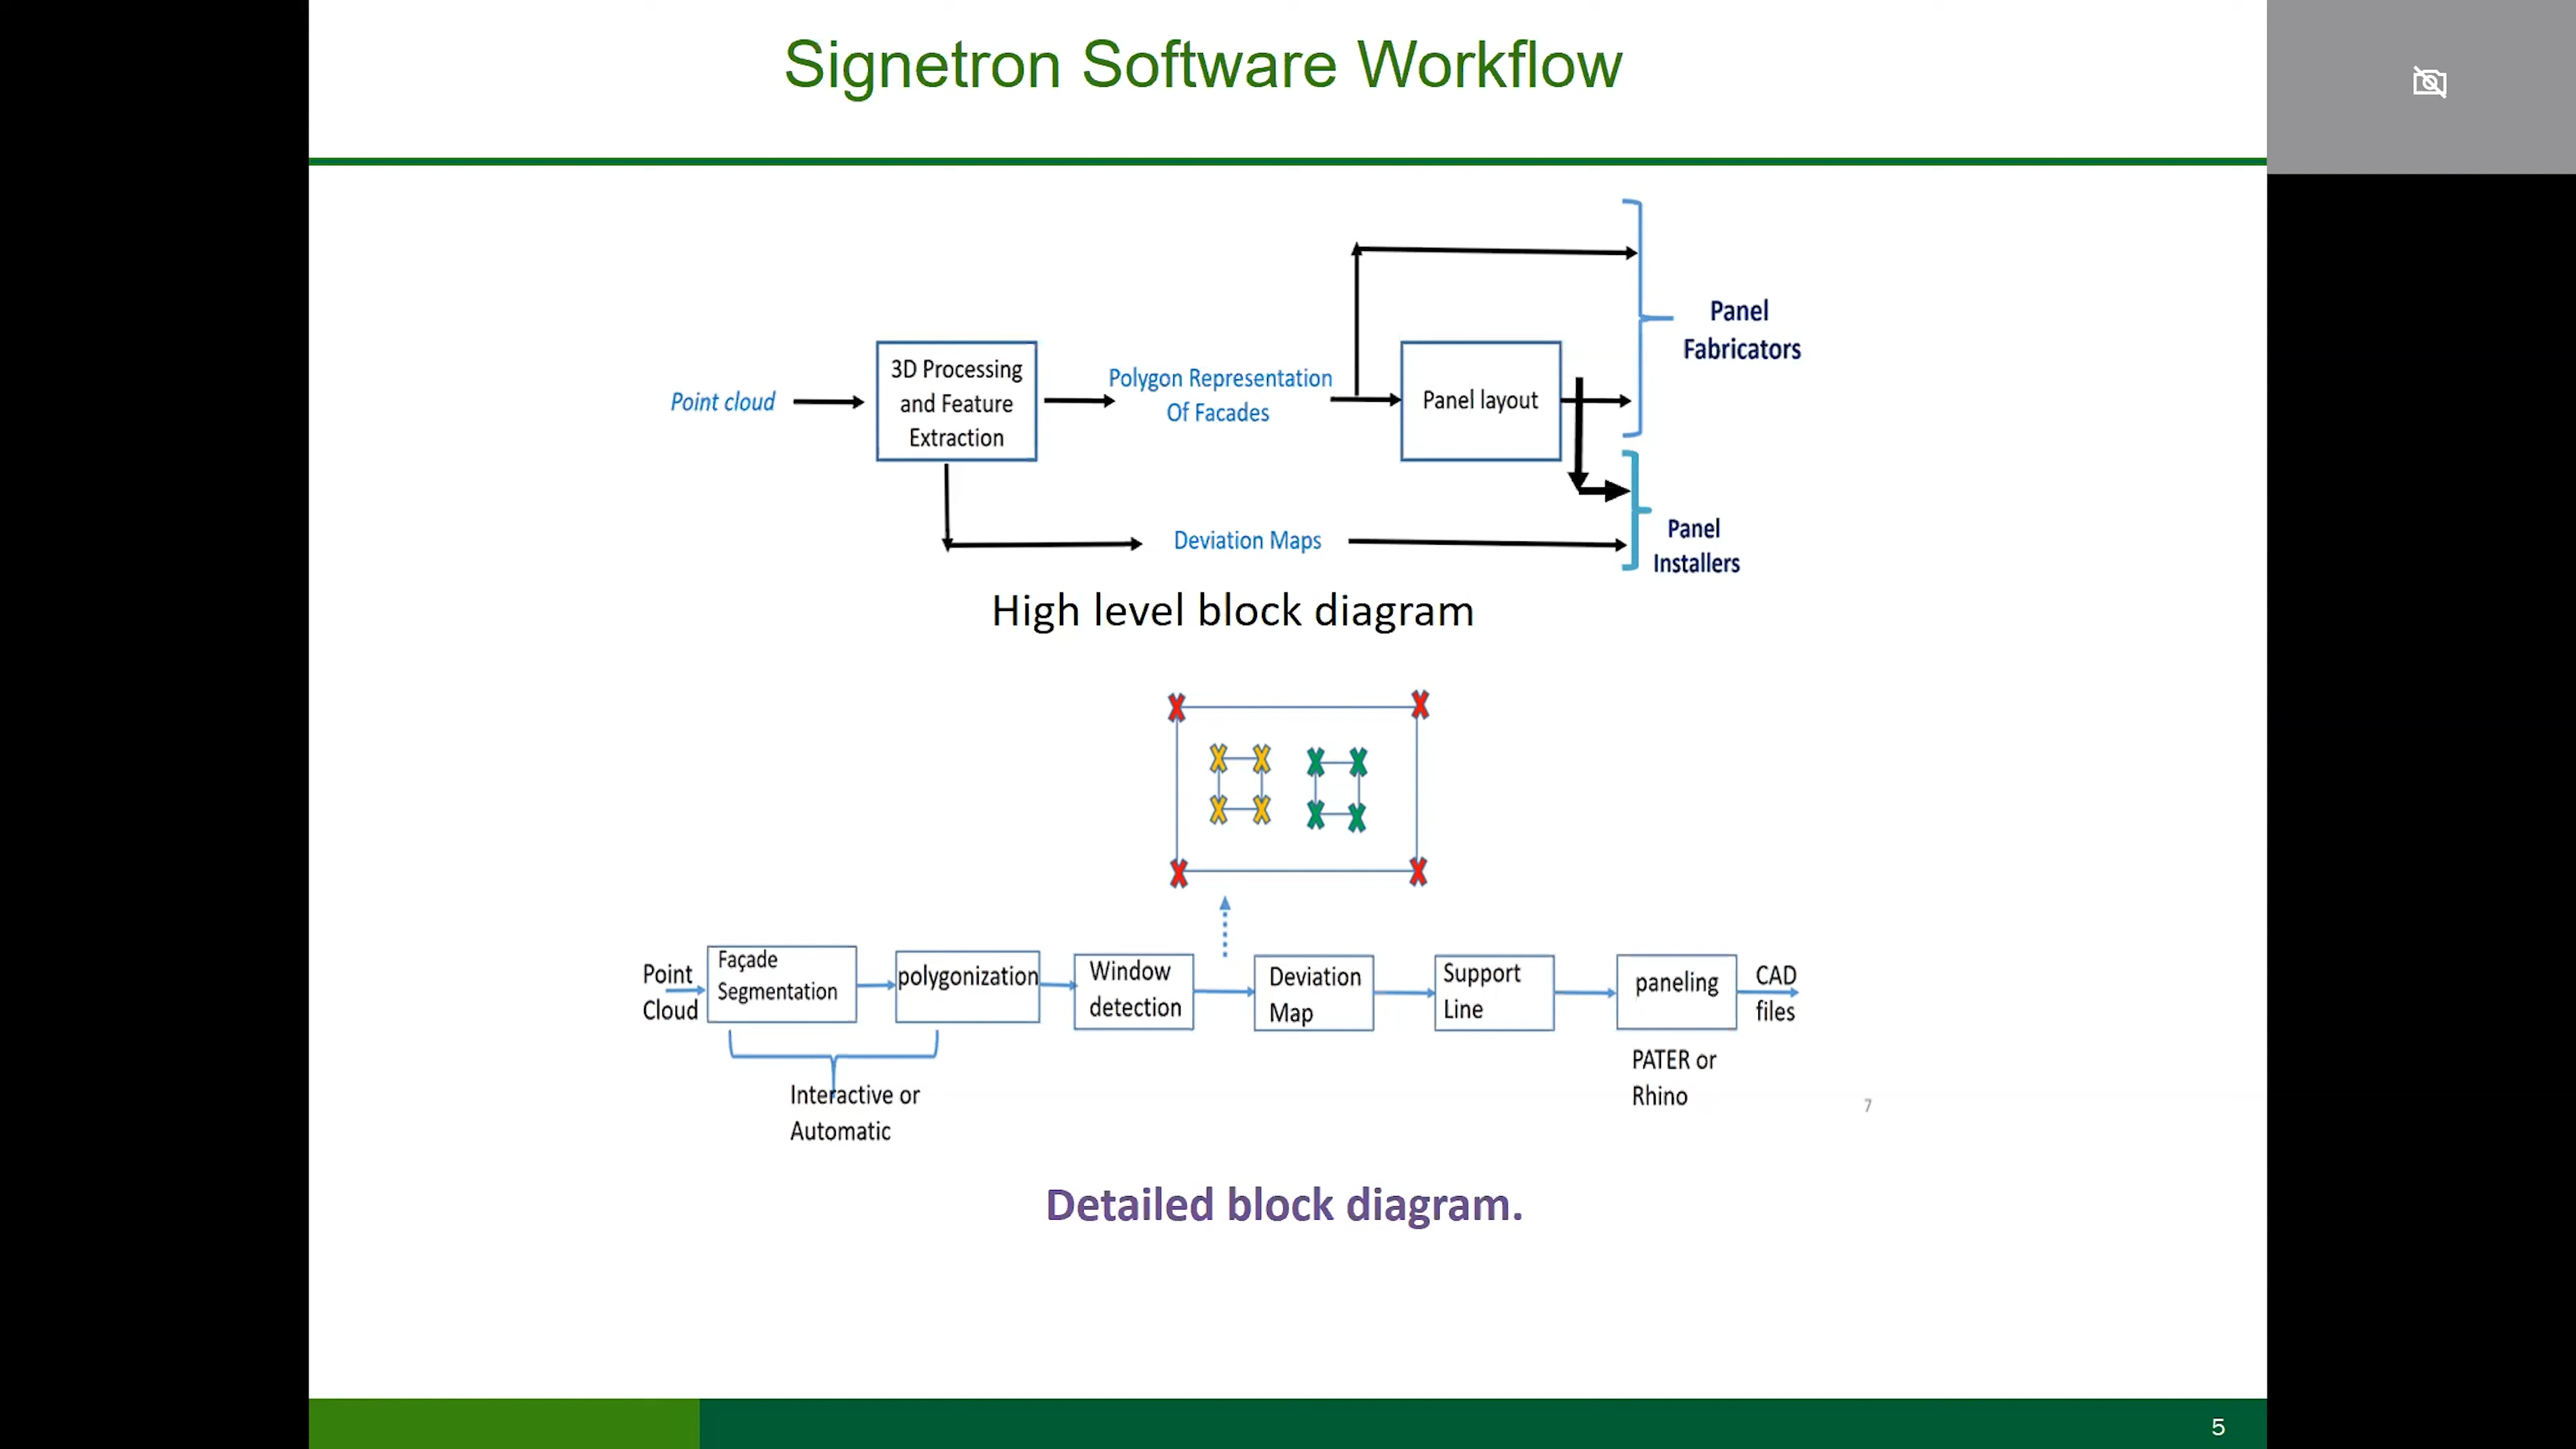 Signetron Software Workflow
Point cloud
3D Processing
and Feature
Extraction
Polygon Representation
Of Facades
Panel layout
Panel
Fabricators
Deviation Maps
Panel
Installers
High level block diagram
Point
Cloud
Façade
Segmentation
polygonization
Window
detection
Deviation
Map
Support
Line
paneling
CAD
files
Interactive or
Automatic
PATER or
Rhino
7
Detailed block diagram.
5